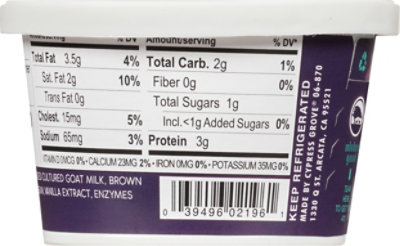 Amount/serving % DV* Amount/serving % DV*
Total Fat 3.5g 4% Total Carb. 2g 1%
Sat. Fat 2g 10% Fiber 0g 0%
Trans Fat 0g Total Sugars 1g
Cholest. 15mg 5% Incl.<1g Added Sugars 0%
Sodium 65mg 3% Protein 3g
VITAMIN D 0MCG 0% • CALCIUM 23MG 2% • IRON 0MG 0% • POTASSIUM 35MG 0%
CULTURED GOAT MILK, BROWN
VANILLA EXTRACT, ENZYMES
0 39496 02196
KEEP REFRIGERATED
MADE BY CYPRESS GROVE® 06-870
1330 Q ST. ARCATA, CA 95521